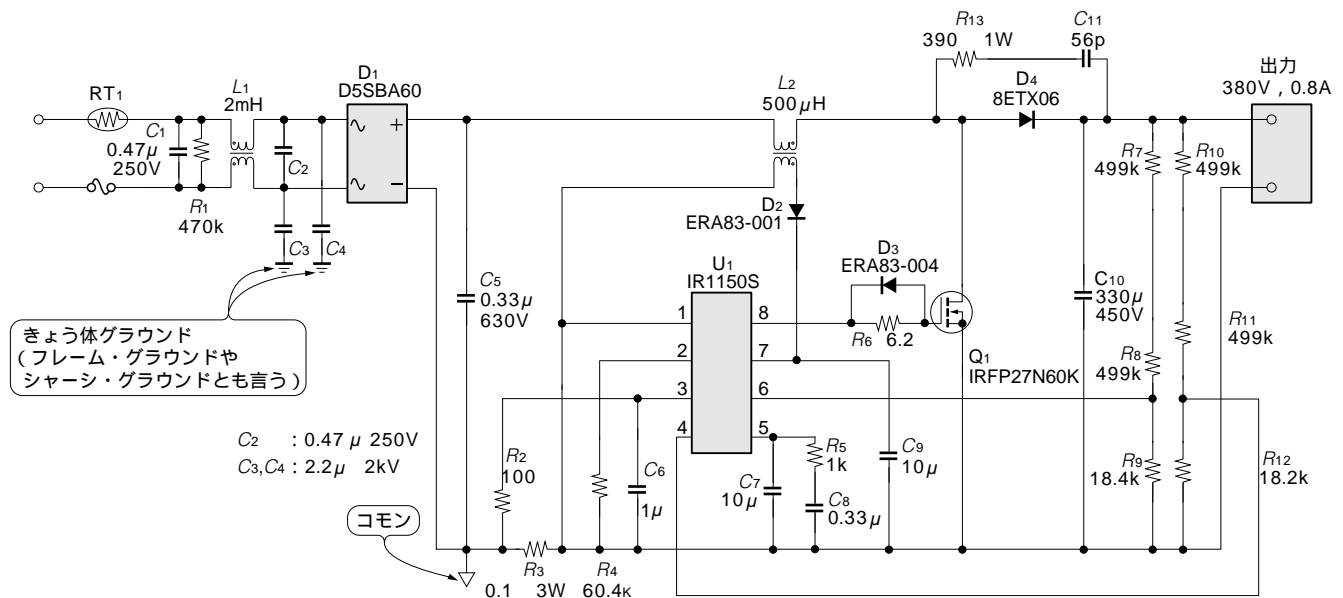 R13
390 1W
C11
56p
D4
8ETX06
出力
380V , 0.8A
RT1
L1
2mH
D1
D5SBA60
L2
500μH
C1
0.47μ
250V
C2
R1
470k
C3
C4
D2
ERA83-001
D3
ERA83-004
R7
499k
R10
499k
U1
IR1150S
C5
0.33μ
630V
C10
330μ
450V
R11
499k
R6 6.2
Q1
IRFP27N60K
R8
499k
1
2
3
4
8
7
6
5
きょう体グラウンド
(フレーム・グラウンドや
シャーシ・グラウンドとも言う)
C2 : 0.47μ 250V
C3,C4 : 2.2μ 2kV
R2
100
C6
1μ
C7
10μ
R5
1k
C8
0.33μ
C9
10μ
R9
18.4k
R12
18.2k
コモン
R3
0.1 3W
R4
60.4K